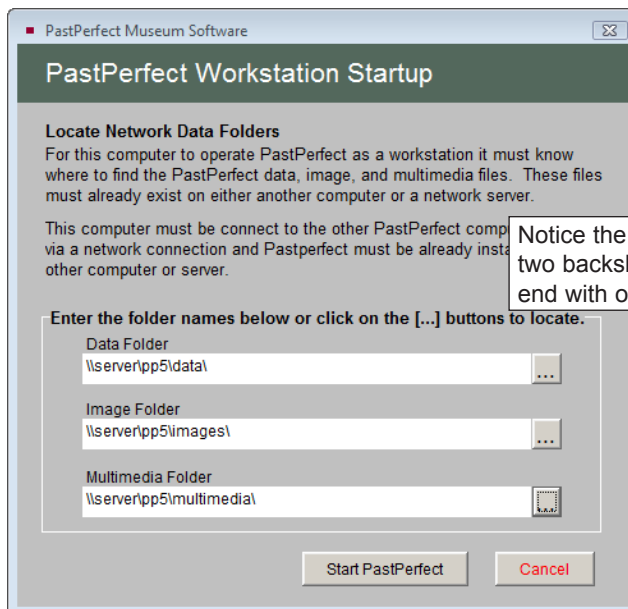 PastPerfect Museum Software
PastPerfect Workstation Startup
Locate Network Data Folders
For this computer to operate PastPerfect as a workstation it must know
where to find the PastPerfect data, image, and multimedia files. These files
must already exist on either another computer or a network server.
This computer must be connect to the other PastPerfect
via a network connection and Pastperfect must be already
other computer or server.
Notice the
two
end with
Enter the folder names below or click on the [...] buttons to locate.
Data Folder
\\server\pp5\data\
...
Image Folder
\\server\pp5\images\
...
Multimedia Folder
\\server\pp5\multimedia\
...
Start PastPerfect
Cancel